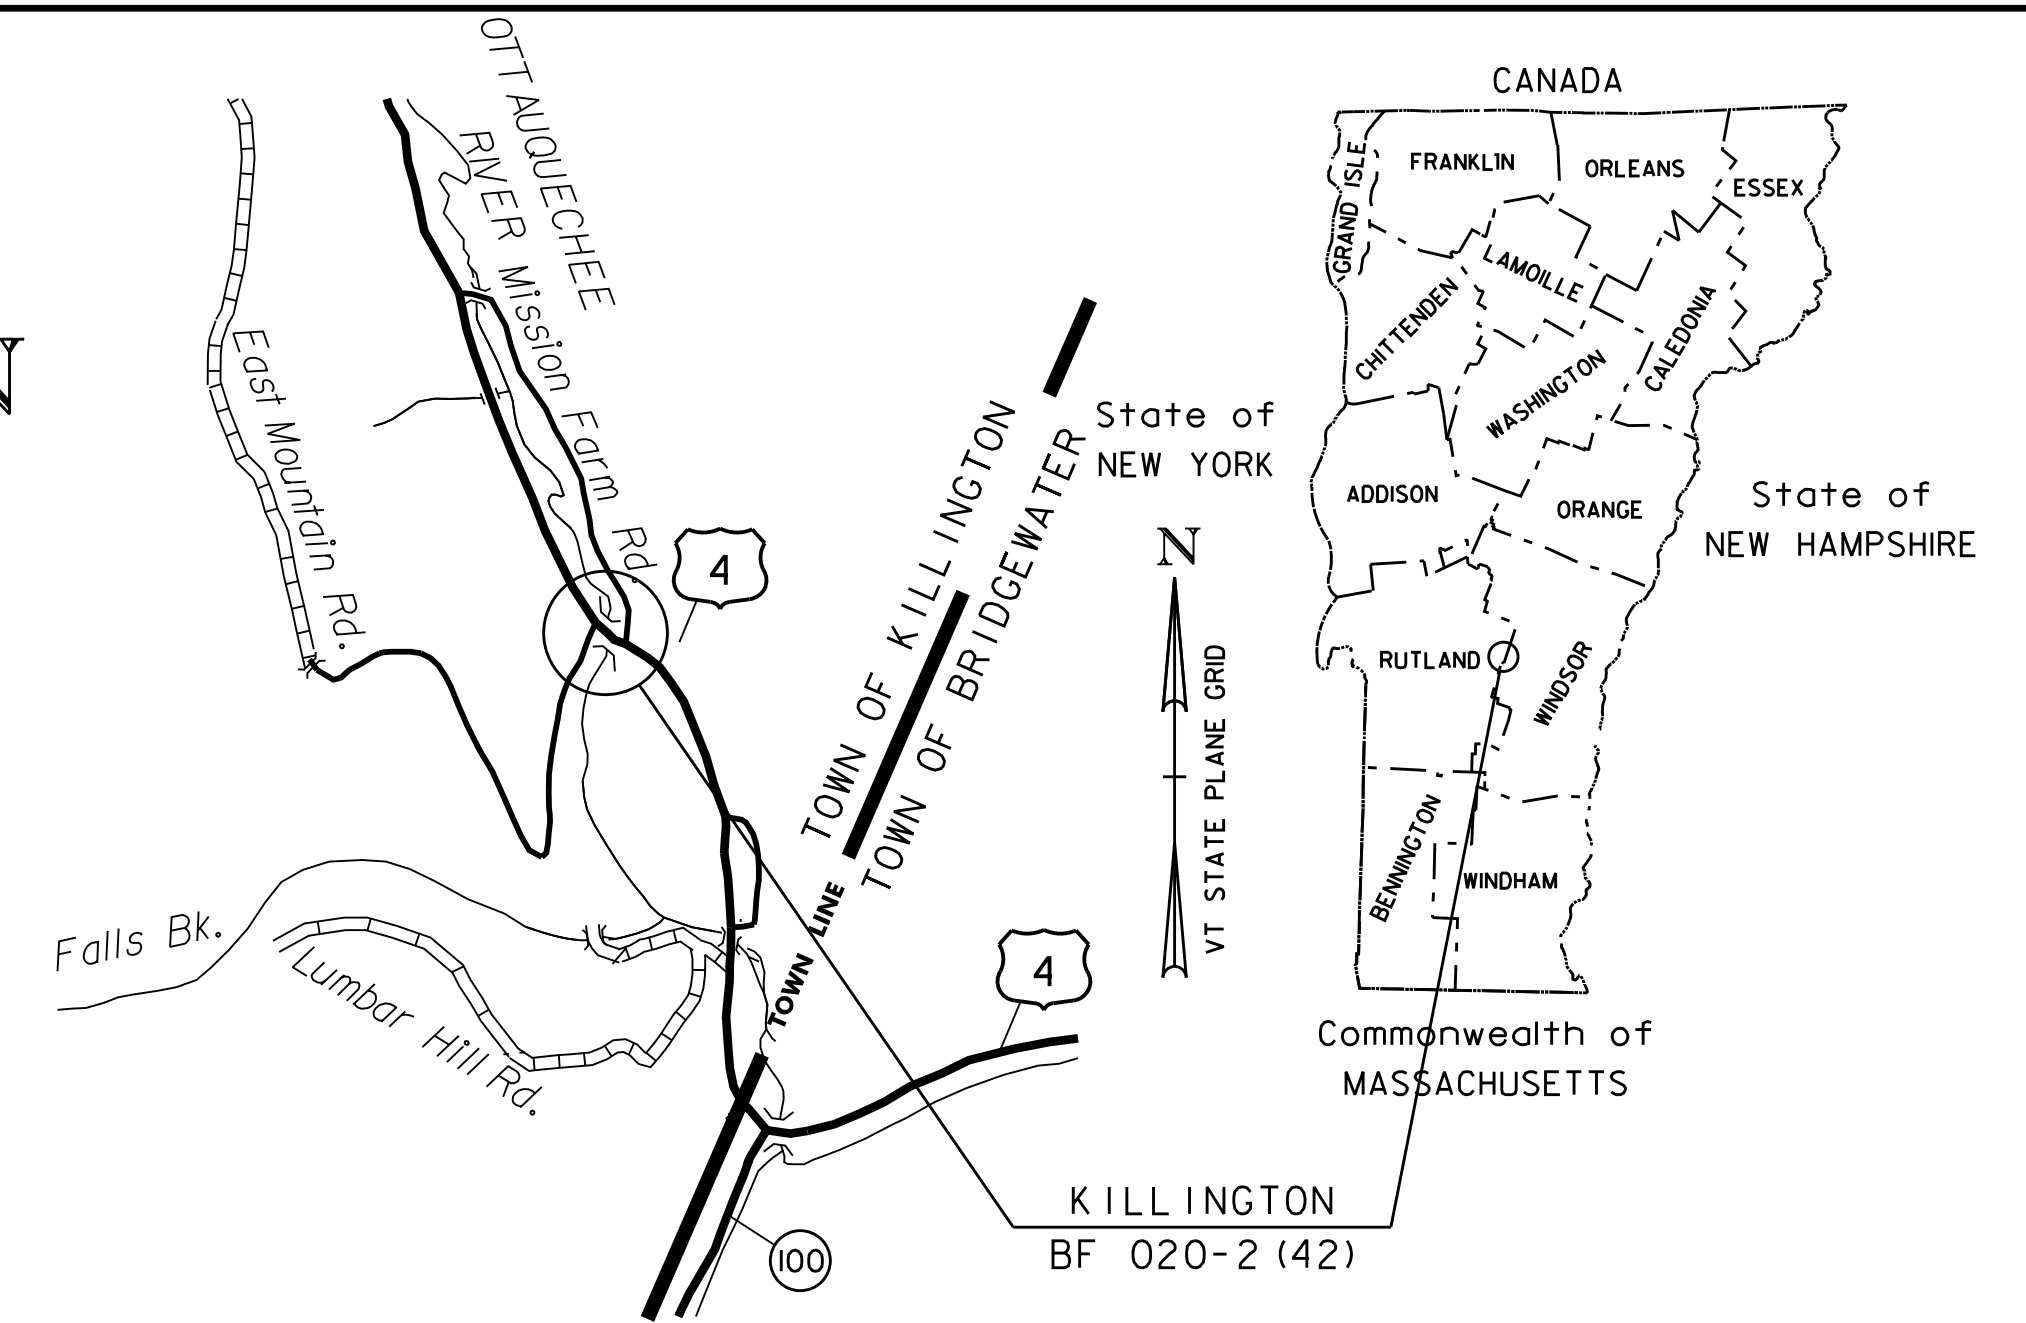 OTTAUQUECHEE
RIVER
Mission Farm Rd.
East Mountain Rd.
N
4
TOWN OF KILLINGTON
TOWN OF BRIDGEWATER
TOWN LINE
Falls Bk.
Lumbar Hill Rd.
4
100
KILLINGTON
BF 020-2 (42)
N
VT STATE PLANE GRID
CANADA
GRAND ISLE
FRANKLIN
ORLEANS
ESSEX
LAMOILLE
CHITTENDEN
CALEDONIA
WASHINGTON
State of
NEW YORK
ADDISON
ORANGE
State of
NEW HAMPSHIRE
RUTLAND
WINDSOR
BENNINGTON
WINDHAM
Commonwealth of
MASSACHUSETTS